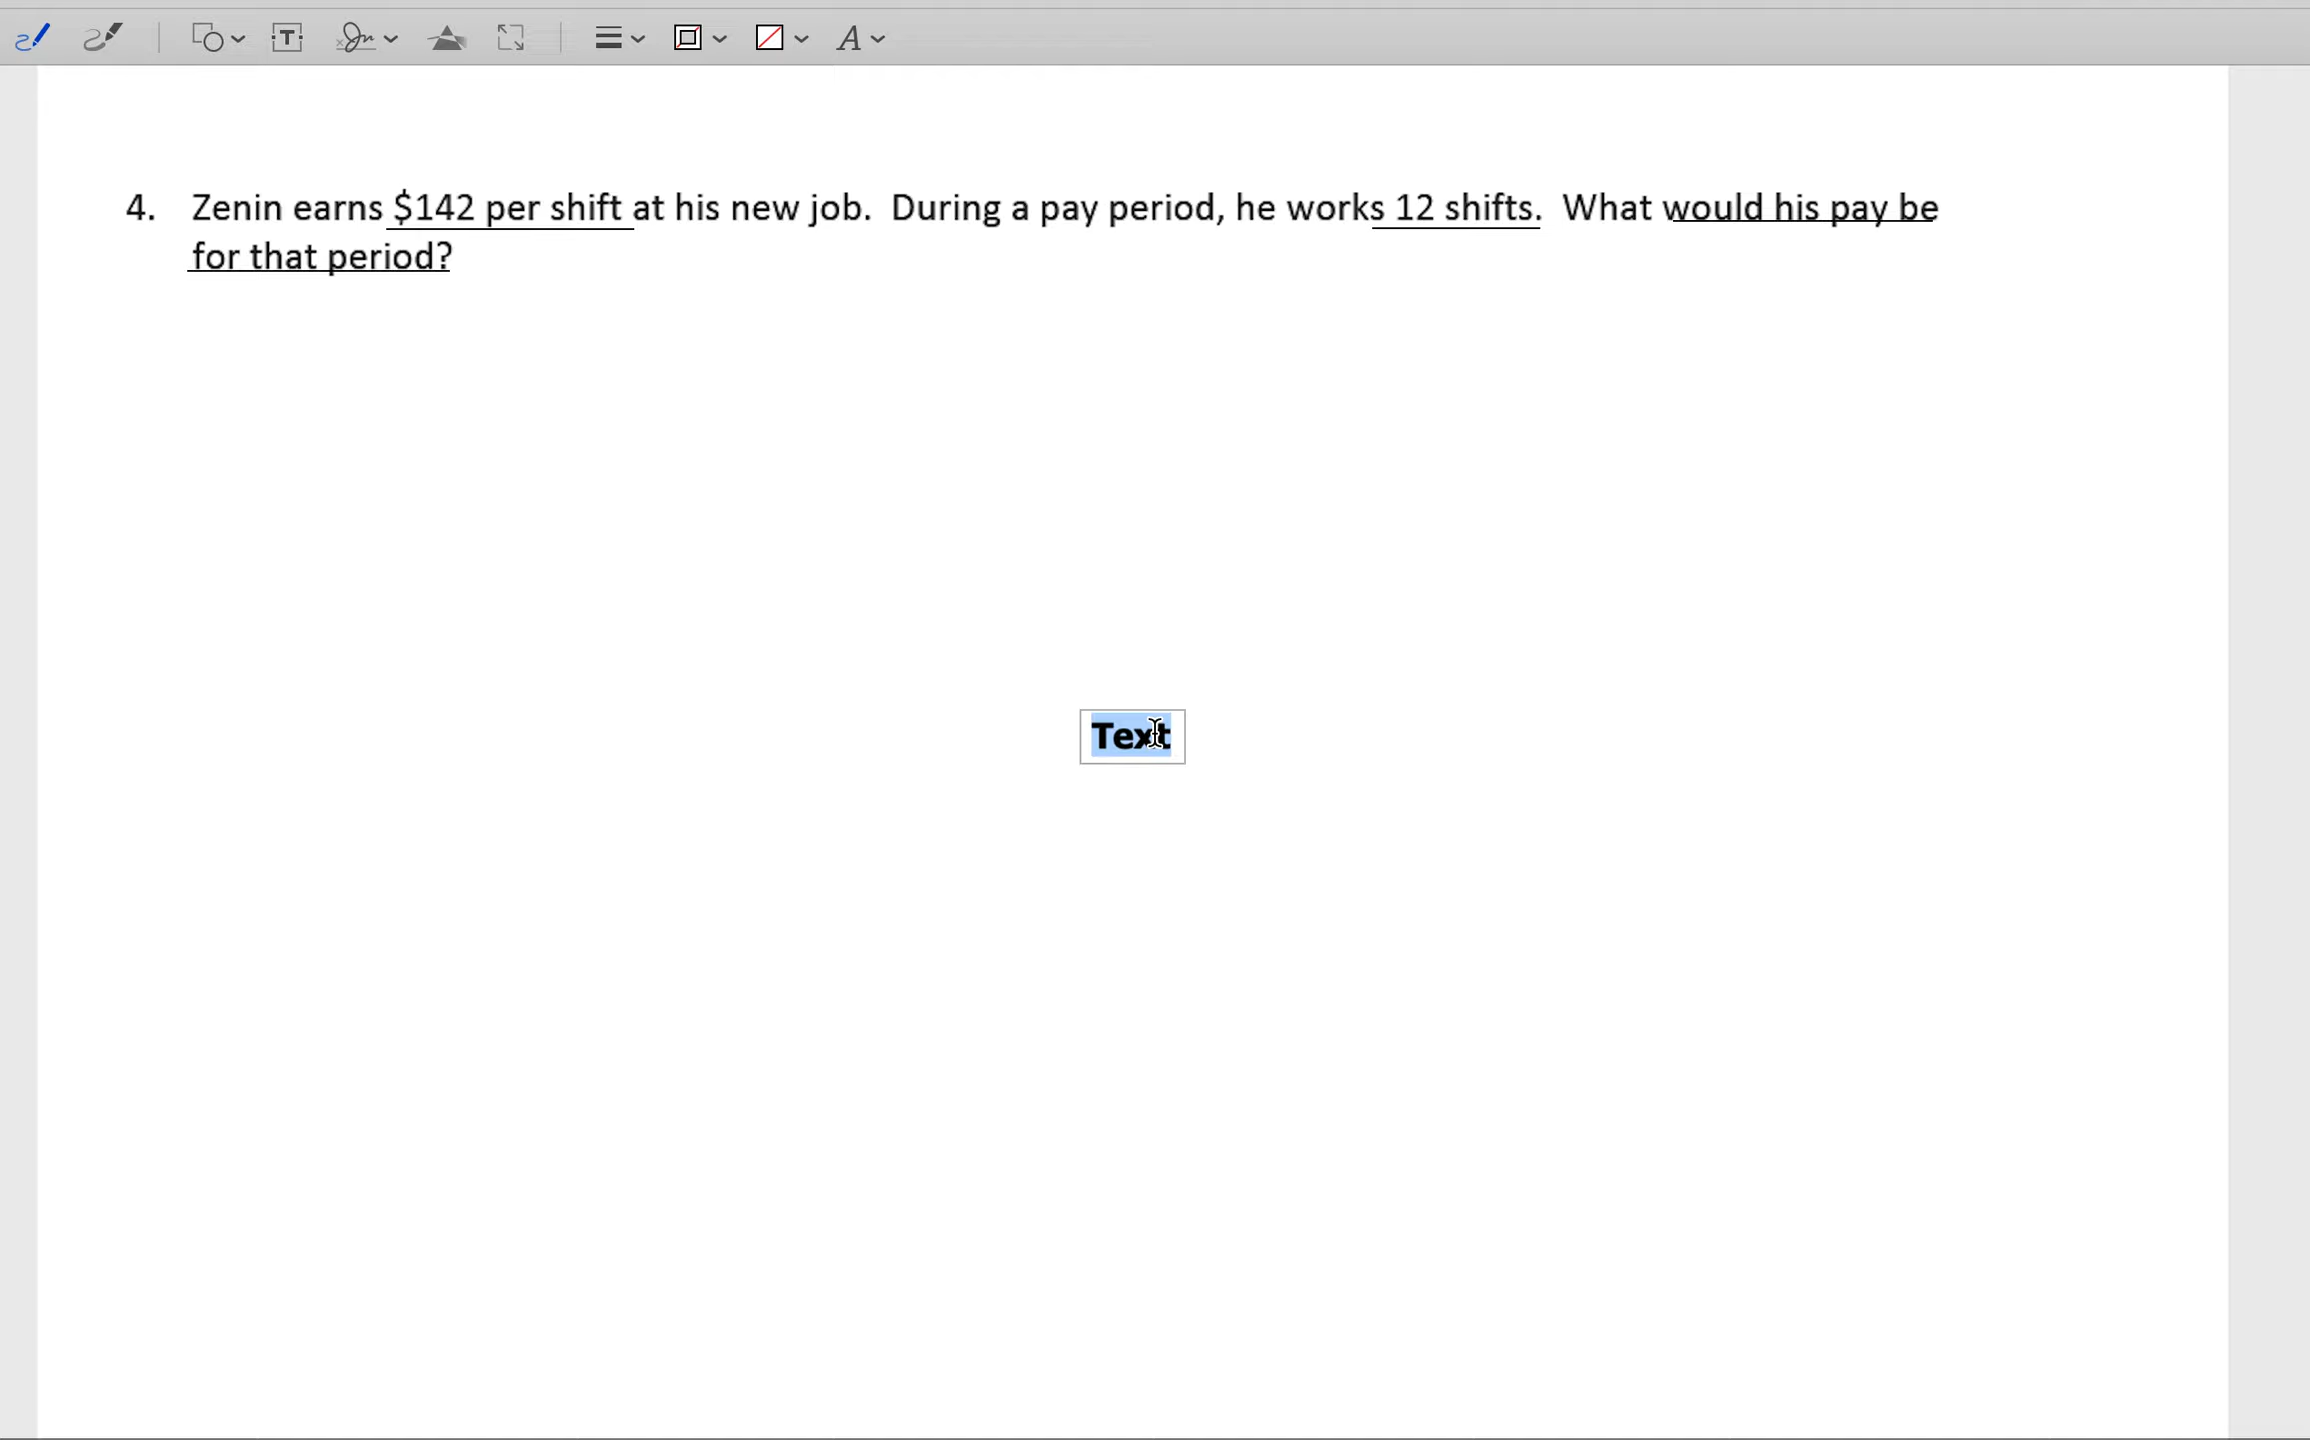 4. Zenin earns $142 per shift at his new job. During a pay period, he works 12 shifts. What would his pay be
for that period?
Text